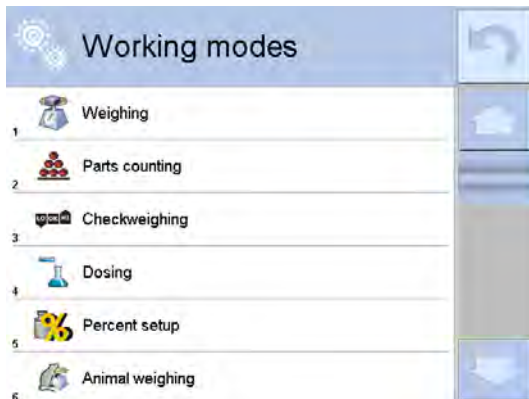 Working modes
Weighing
1
Parts counting
2
Checkweighing
3
Dosing
4
Percent setup
5
Animal weighing
6